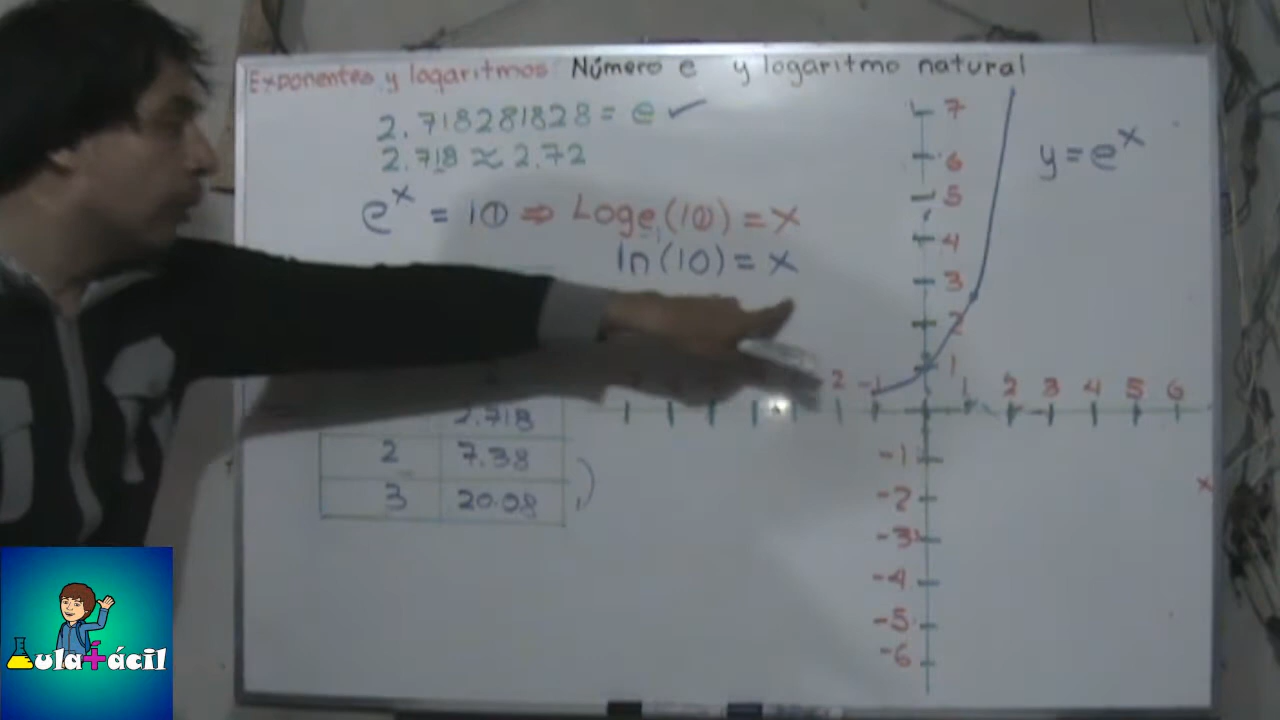 Exponentes y logaritmos Número e y logaritmo natural
2.718281828 = e ✓
2.718 ≈ 2.72
e^x = 10 ⇒ Loge(10) = x
ln(10) = x
y = e^x
7
6
5
4
3
2
1
2 -1 1 2 3 4 5 6
-1
-2
x
-3
-4
-5
-6
2.718
2 7.38
3 20.08
Aula+ácil